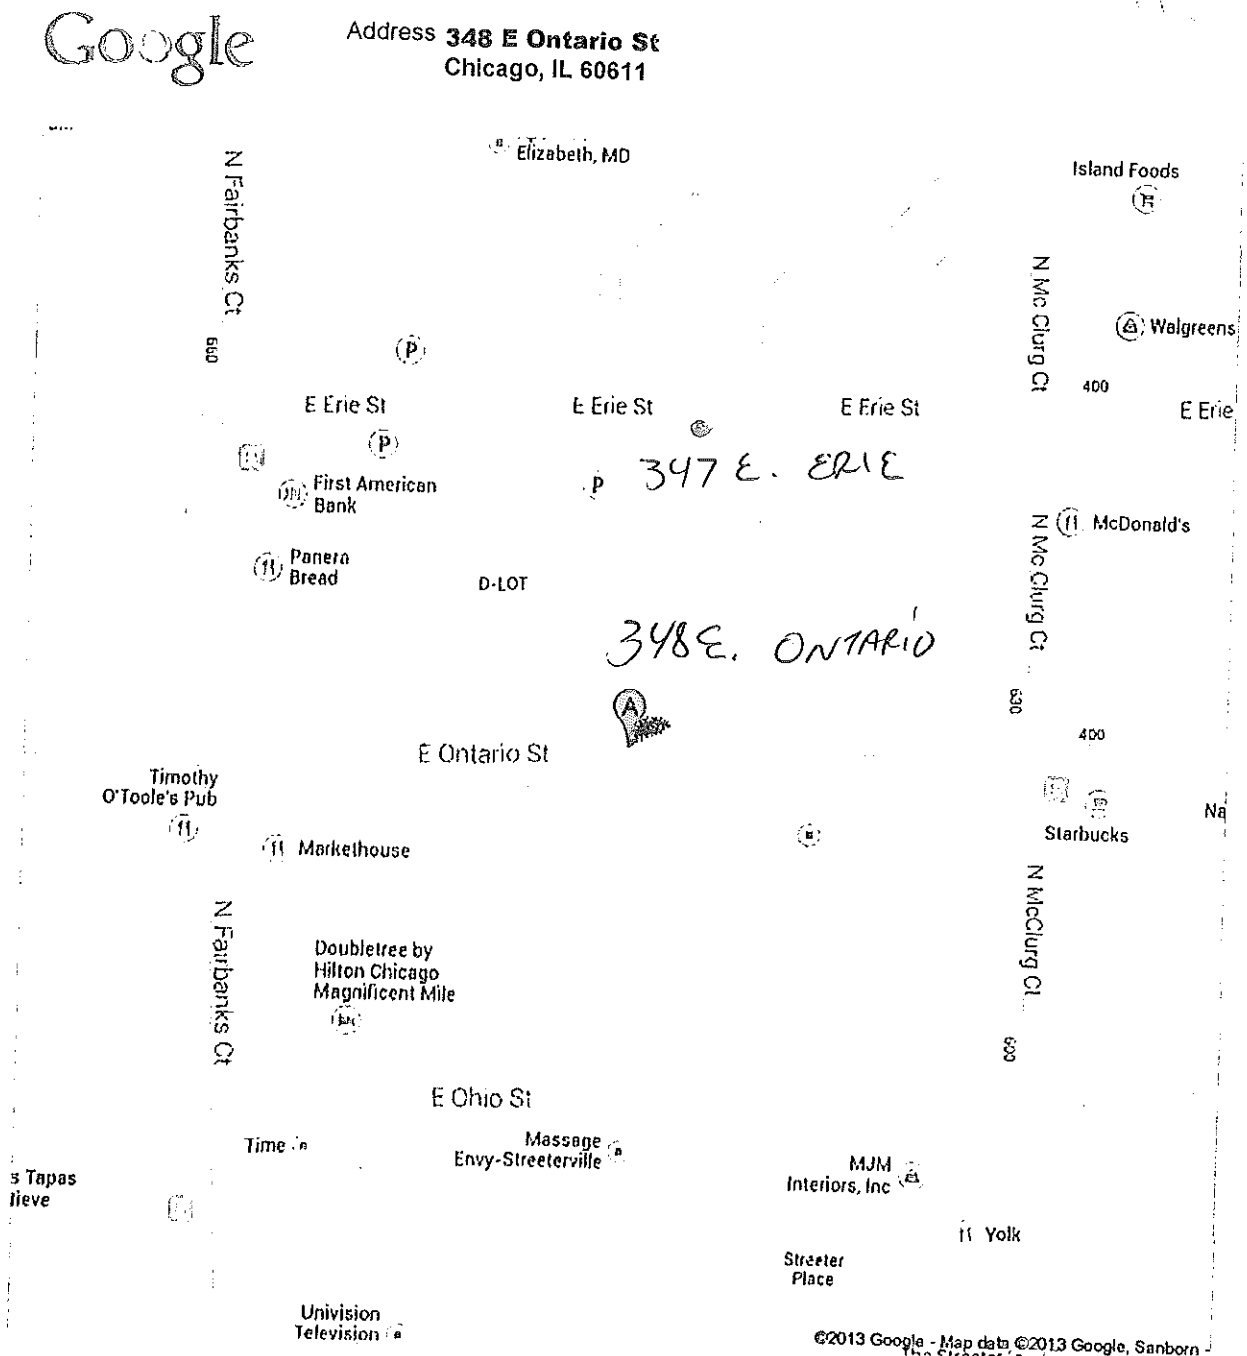 Google
Address 348 E Ontario St
Chicago, IL 60611
Elizabeth, MD
Island Foods
N Fairbanks Ct
N Mc Clurg Ct
Walgreens
660
P
400
E Erie St
E Erie St
E Erie St
E Erie
P
347 E. ERIE
P
First American
Bank
McDonald's
N Mc Clurg Ct
Panera
Bread
D-LOT
348 E. ONTARIO
630
A
400
E Ontario St
Timothy
O'Toole's Pub
Starbucks
Na
Markethouse
N McClurg Ct
N Fairbanks Ct
Doubletree by
Hilton Chicago
Magnificent Mile
600
E Ohio St
Time
Massage
Envy-Streeterville
MJM
Interiors, Inc
s Tapas
lieve
Yolk
Streeter
Place
Univision
Television
©2013 Google - Map data ©2013 Google, Sanborn -